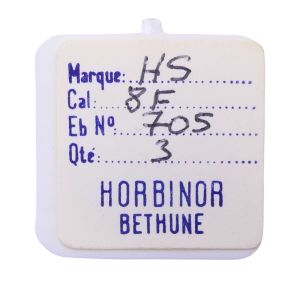 Marque: HS
Cal: 8F
Eb Nº: 705
Qté: 3
HORBINOR
BETHUNE